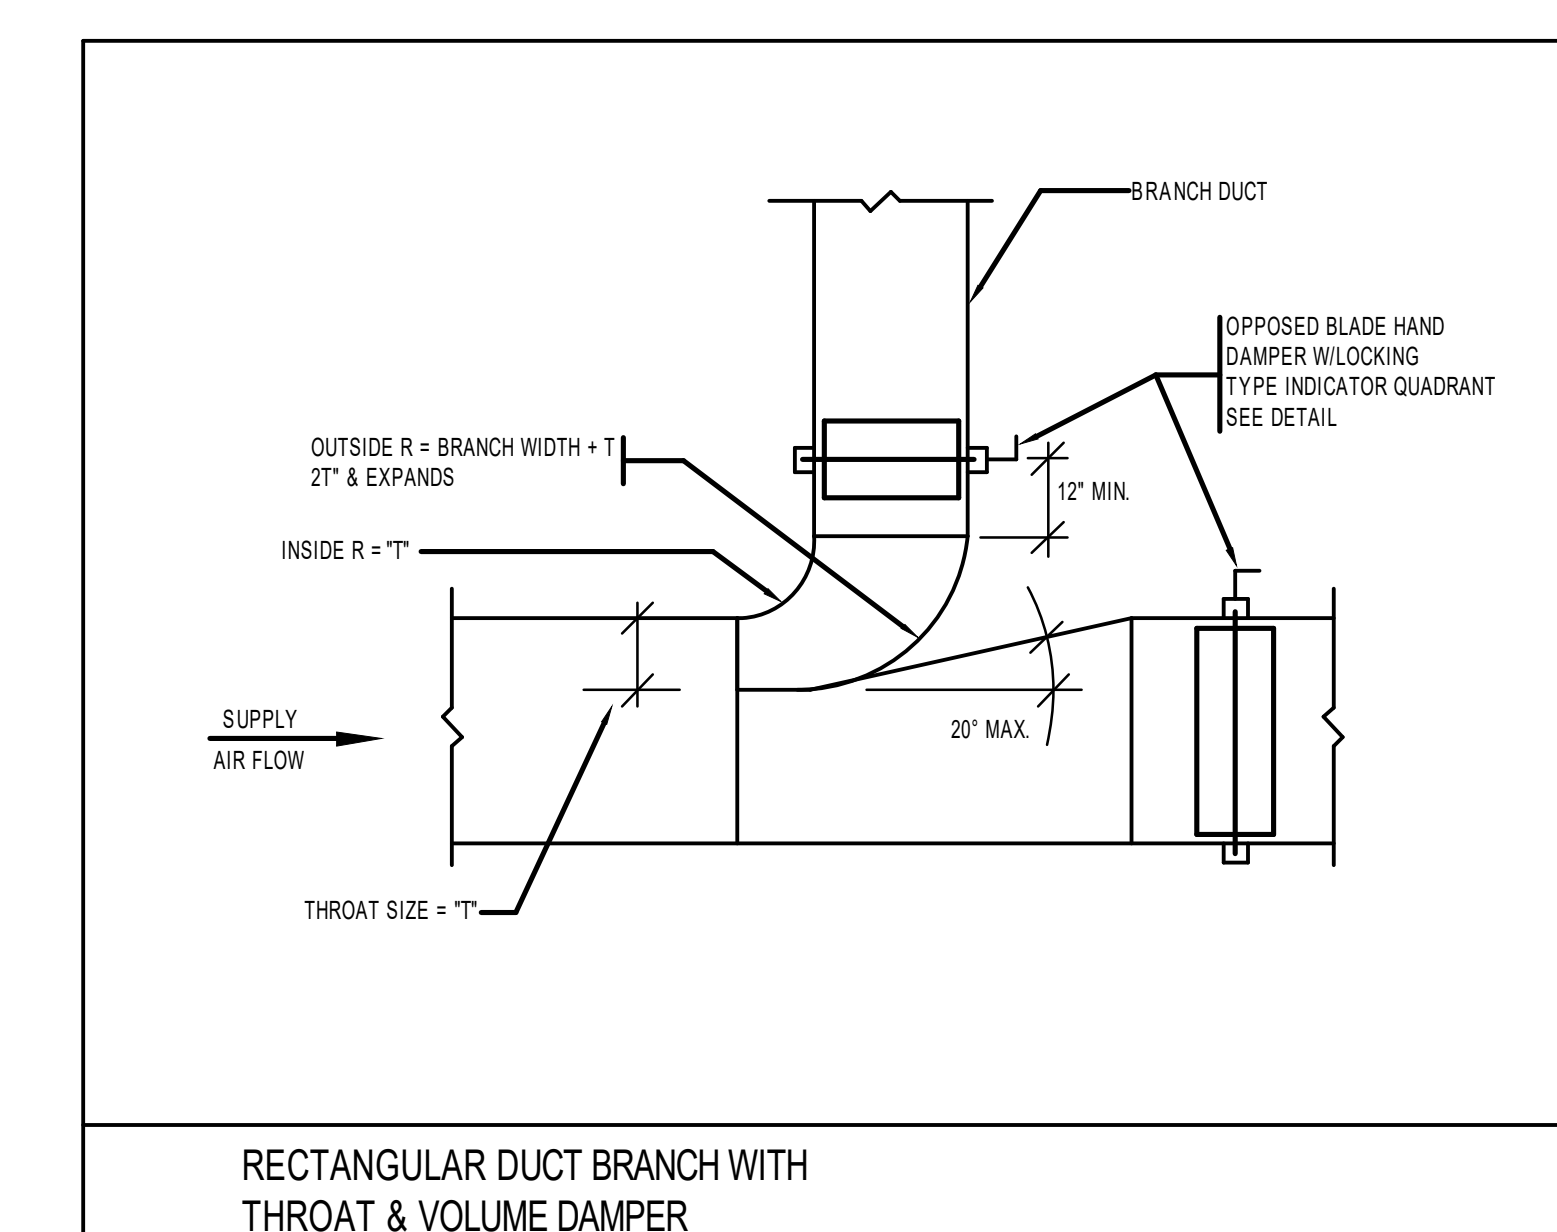 BRANCH DUCT
OPPOSED BLADE HAND
DAMPER W/LOCKING
TYPE INDICATOR QUADRANT
SEE DETAIL
OUTSIDE R = BRANCH WIDTH + T
2T" & EXPANDS
12" MIN.
INSIDE R = "T"
SUPPLY
AIR FLOW
20° MAX.
THROAT SIZE = "T"
RECTANGULAR DUCT BRANCH WITH
THROAT & VOLUME DAMPER